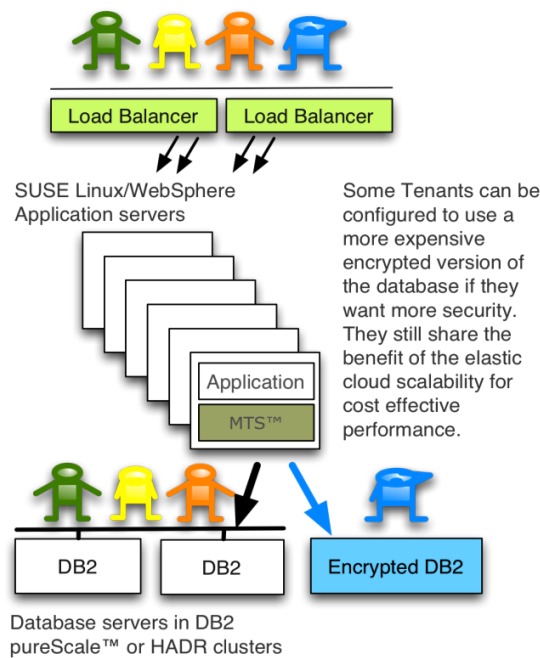 Load Balancer
Load Balancer
SUSE Linux/WebSphere
Application servers
Some Tenants can be
configured to use a
more expensive
encrypted version of
the database if they
want more security.
They still share the
benefit of the elastic
cloud scalability for
cost effective
performance.
Application
MTS™
DB2
DB2
Encrypted DB2
Database servers in DB2
pureScale™ or HADR clusters